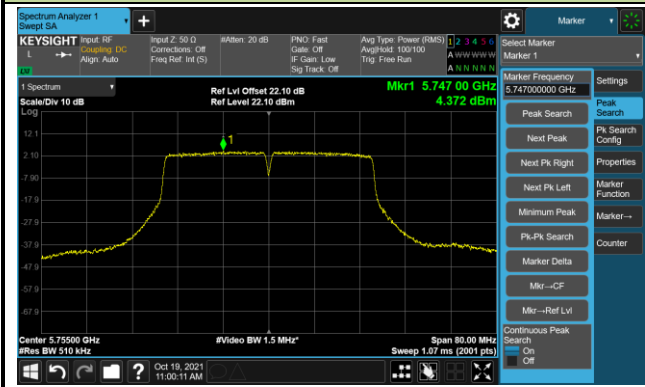 Spectrum Analyzer 1
Swept SA
Marker
KEYSIGHT
L
Input: RF
Coupling: DC
Align: Auto
Input Z: 50 Ω
Corrections: Off
Freq Ref: Int (S)
#Atten: 20 dB
PNO: Fast
Gate: Off
IF Gain: Low
Sig Track: Off
Avg Type: Power (RMS)
Avg|Hold: 100/100
Trig: Free Run
1 2 3 4 5 6
A W W W W W
A N N N N N
Select Marker
Marker 1
1 Spectrum
Scale/Div 10 dB
Log
Ref Lvl Offset 22.10 dB
Ref Level 22.10 dBm
Mkr1 5.747 00 GHz
4.372 dBm
1
12.1
2.10
-7.90
-17.9
-27.9
-37.9
-47.9
-57.9
-67.9
Center 5.75500 GHz
#Res BW 510 kHz
#Video BW 1.5 MHz*
Span 80.00 MHz
Sweep 1.07 ms (2001 pts)
Marker Frequency
5.747000000 GHz
Peak Search
Next Peak
Next Pk Right
Next Pk Left
Minimum Peak
Pk-Pk Search
Marker Delta
Mkr→CF
Mkr→Ref Lvl
Continuous Peak
Search
On
Off
Settings
Peak
Search
Pk Search
Config
Properties
Marker
Function
Marker→
Counter
?
Oct 19, 2021
11:00:11 AM